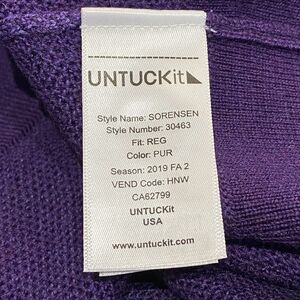 UNTUCKit
Style Name: SORENSEN
Style Number: 30463
Fit: REG
Color: PUR
Season: 2019 FA 2
VEND Code: HNW
CA62799
UNTUCKit
USA
www.untuckit.com